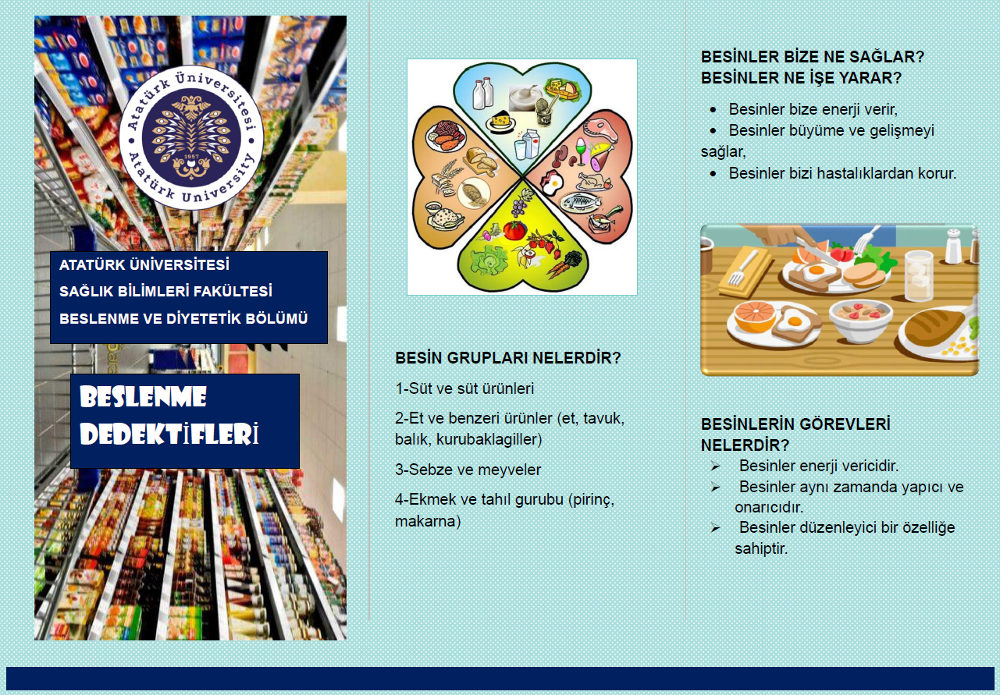 Atatürk Üniversitesi
1957
Atatürk University
ATATÜRK ÜNİVERSİTESİ
SAĞLIK BİLİMLERİ FAKÜLTESİ
BESLENME VE DİYETETİK BÖLÜMÜ
BESLENME
DEDEKTİFLERİ
BESİN GRUPLARI NELERDİR?
1-Süt ve süt ürünleri
2-Et ve benzeri ürünler (et, tavuk,
balık, kurubaklagiller)
3-Sebze ve meyveler
4-Ekmek ve tahıl gurubu (pirinç,
makarna)
BESİNLER BİZE NE SAĞLAR?
BESİNLER NE İŞE YARAR?
• Besinler bize enerji verir,
• Besinler büyüme ve gelişmeyi
sağlar,
• Besinler bizi hastalıklardan korur.
BESİNLERİN GÖREVLERİ
NELERDİR?
➢ Besinler enerji vericidir.
➢ Besinler aynı zamanda yapıcı ve
onarıcıdır.
➢ Besinler düzenleyici bir özelliğe
sahiptir.